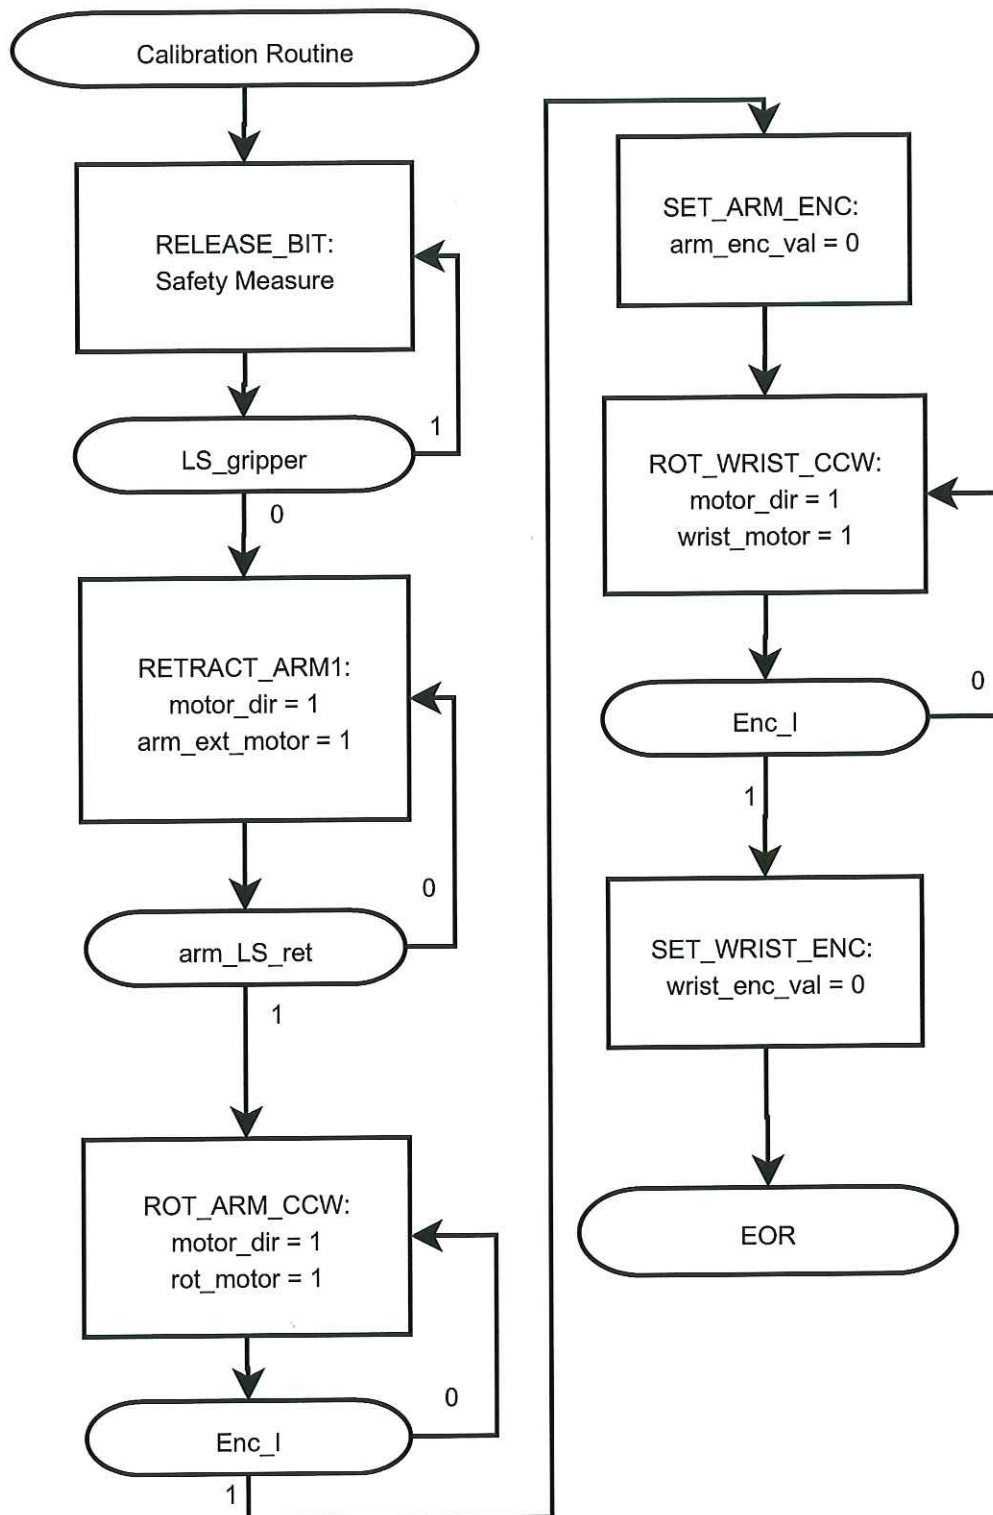 Calibration Routine
RELEASE_BIT:
Safety Measure
1
LS_gripper
0
RETRACT_ARM1:
motor_dir = 1
arm_ext_motor = 1
0
arm_LS_ret
1
ROT_ARM_CCW:
motor_dir = 1
rot_motor = 1
0
Enc_I
1
SET_ARM_ENC:
arm_enc_val = 0
ROT_WRIST_CCW:
motor_dir = 1
wrist_motor = 1
0
Enc_I
1
SET_WRIST_ENC:
wrist_enc_val = 0
EOR